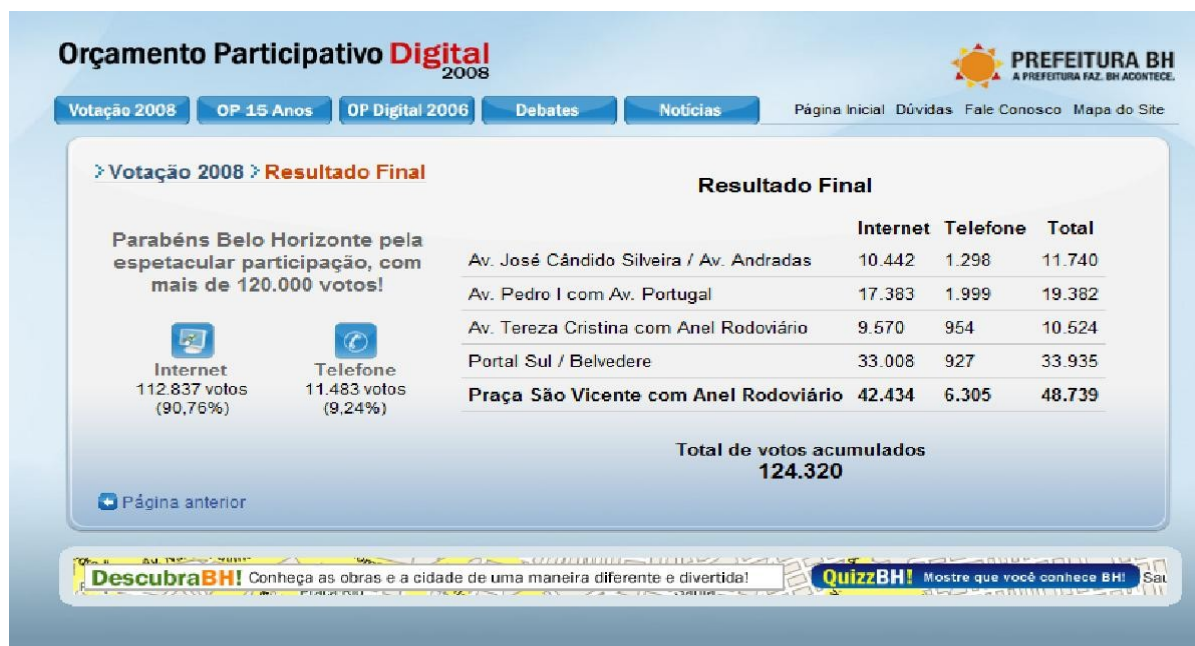 Orçamento Participativo Digital
2008
PREFEITURA BH
A PREFEITURA FAZ. BH ACONTECE.
Votação 2008 OP 15 Anos OP Digital 2006 Debates Notícias Página Inicial Dúvidas Fale Conosco Mapa do Site
Votação 2008 Resultado Final
Parabéns Belo Horizonte pela
espetacular participação, com
mais de 120.000 votos!
Internet
112.837 votos
(90,76%)
Telefone
11.483 votos
(9,24%)
Resultado Final
Internet Telefone Total
Av. José Cândido Silveira / Av. Andradas 10.442 1.298 11.740
Av. Pedro I com Av. Portugal 17.383 1.999 19.382
Av. Tereza Cristina com Anel Rodoviário 9.570 954 10.524
Portal Sul / Belvedere 33.008 927 33.935
Praça São Vicente com Anel Rodoviário 42.434 6.305 48.739
Total de votos acumulados
124.320
Página anterior
DescubraBH! Conheça as obras e a cidade de uma maneira diferente e divertida!
QuizzBH! Mostre que você conhece BH!